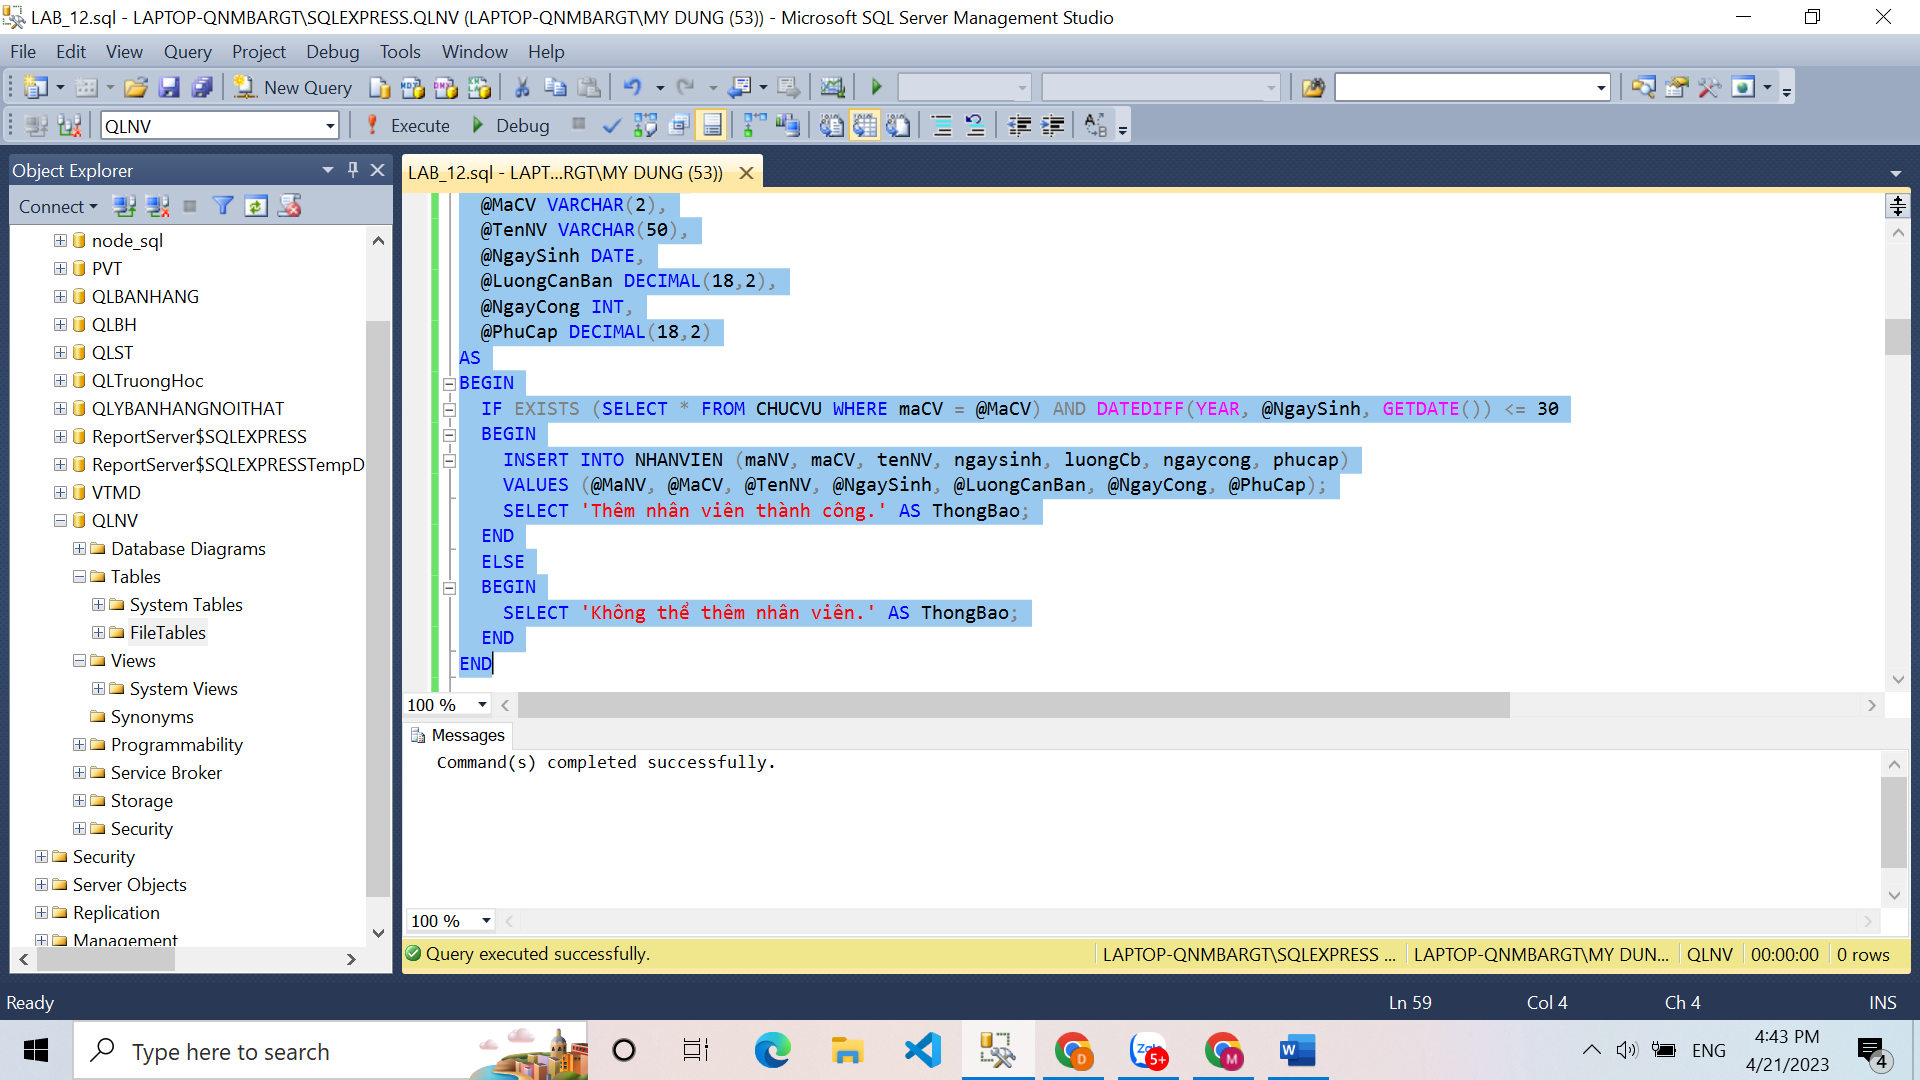 LAB_12.sql - LAPTOP-QNMBARGT\SQLEXPRESS.QLNV (LAPTOP-QNMBARGT\MY DUNG (53)) - Microsoft SQL Server Management Studio
File Edit View Query Project Debug Tools Window Help
New Query
QLNV Execute Debug
Object Explorer
Connect
node_sql
PVT
QLBANHANG
QLBH
QLST
QLTruongHoc
QLYBANHANGNOITHAT
ReportServer$SQLEXPRESS
ReportServer$SQLEXPRESSTempD
VTMD
QLNV
Database Diagrams
Tables
System Tables
FileTables
Views
System Views
Synonyms
Programmability
Service Broker
Storage
Security
Security
Server Objects
Replication
Management
LAB_12.sql - LAPT...RGT\MY DUNG (53))
@MaCV VARCHAR(2),
@TenNV VARCHAR(50),
@NgaySinh DATE,
@LuongCanBan DECIMAL(18,2),
@NgayCong INT,
@PhuCap DECIMAL(18,2)
AS
BEGIN
IF EXISTS (SELECT * FROM CHUCVU WHERE maCV = @MaCV) AND DATEDIFF(YEAR, @NgaySinh, GETDATE()) <= 30
BEGIN
INSERT INTO NHANVIEN (maNV, maCV, tenNV, ngaysinh, luongCb, ngaycong, phucap)
VALUES (@MaNV, @MaCV, @TenNV, @NgaySinh, @LuongCanBan, @NgayCong, @PhuCap);
SELECT 'Thêm nhân viên thành công.' AS ThongBao;
END
ELSE
BEGIN
SELECT 'Không thể thêm nhân viên.' AS ThongBao;
END
END
100 %
Messages
Command(s) completed successfully.
100 %
Query executed successfully. LAPTOP-QNMBARGT\SQLEXPRESS ... LAPTOP-QNMBARGT\MY DUN... QLNV 00:00:00 0 rows
Ready Ln 59 Col 4 Ch 4 INS
Type here to search
D
Zalo
5+
M
W
ENG
4:43 PM
4/21/2023
4